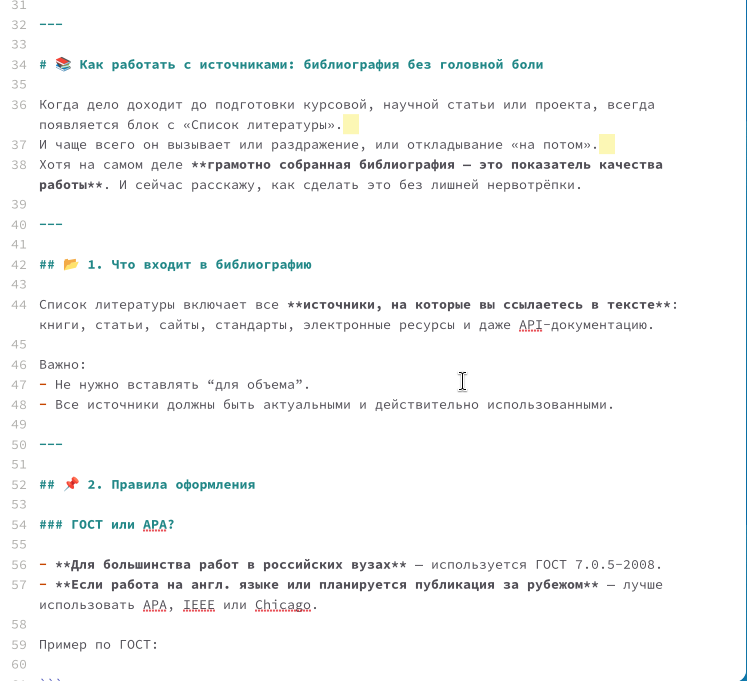 31
32 ---
33
34 # 📚 Как работать с источниками: библиография без головной боли
35
36 Когда дело доходит до подготовки курсовой, научной статьи или проекта, всегда
появляется блок с «Список литературы».
37 И чаще всего он вызывает или раздражение, или откладывание «на потом».
38 Хотя на самом деле **грамотно собранная библиография — это показатель качества
работы**. И сейчас расскажу, как сделать это без лишней нервотрёпки.
39
40 ---
41
42 ## 📂 1. Что входит в библиографию
43
44 Список литературы включает все **источники, на которые вы ссылаетесь в тексте**:
книги, статьи, сайты, стандарты, электронные ресурсы и даже API-документацию.
45
46 Важно:
47 - Не нужно вставлять “для объема”.
48 - Все источники должны быть актуальными и действительно использованными.
49
50 ---
51
52 ## 📌 2. Правила оформления
53
54 ### ГОСТ или APA?
55
56 - **Для большинства работ в российских вузах** — используется ГОСТ 7.0.5-2008.
57 - **Если работа на англ. языке или планируется публикация за рубежом** — лучше
использовать APA, IEEE или Chicago.
58
59 Пример по ГОСТ:
60